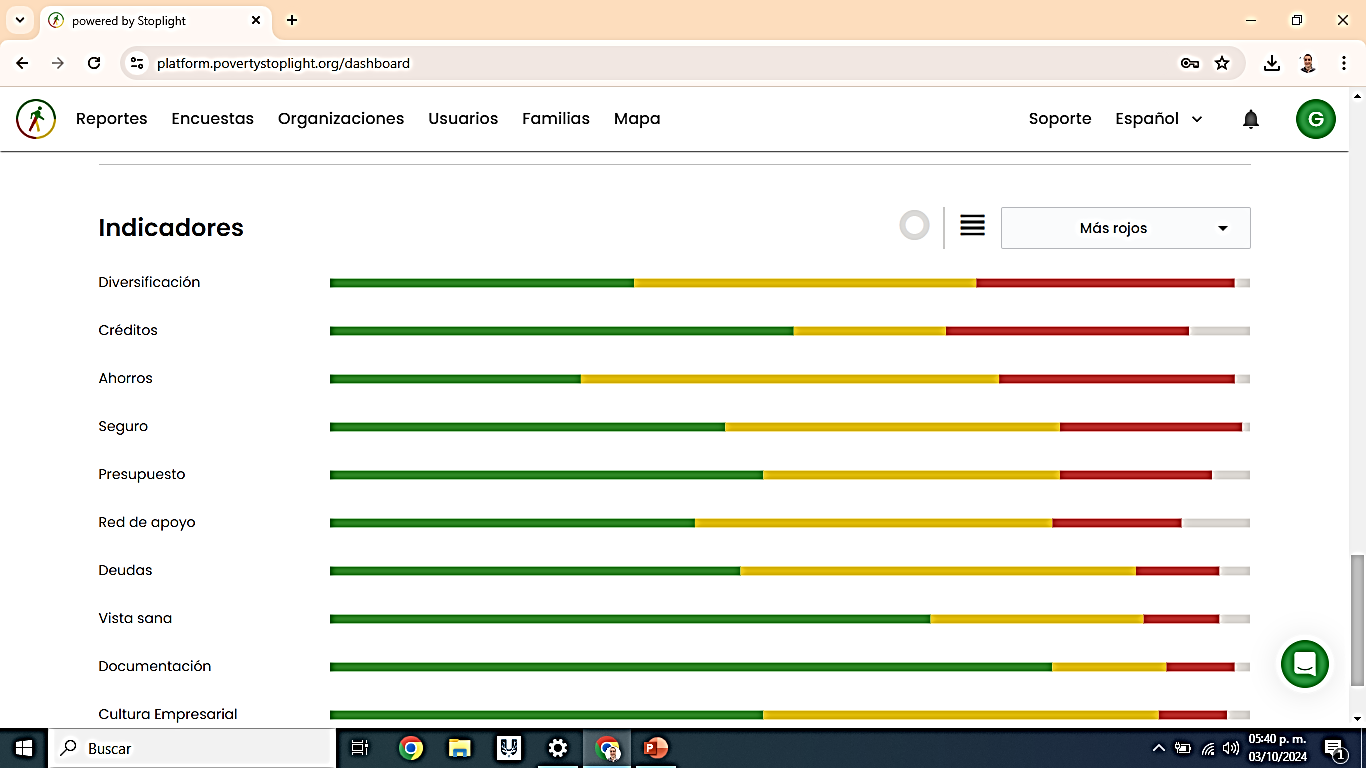 powered by Stoplight
platform.povertystoplight.org/dashboard
Reportes Encuestas Organizaciones Usuarios Familias Mapa Soporte Español G
Indicadores Más rojos
Diversificación
Créditos
Ahorros
Seguro
Presupuesto
Red de apoyo
Deudas
Vista sana
Documentación
Cultura Empresarial
Buscar
05:40 p. m.
03/10/2024
1